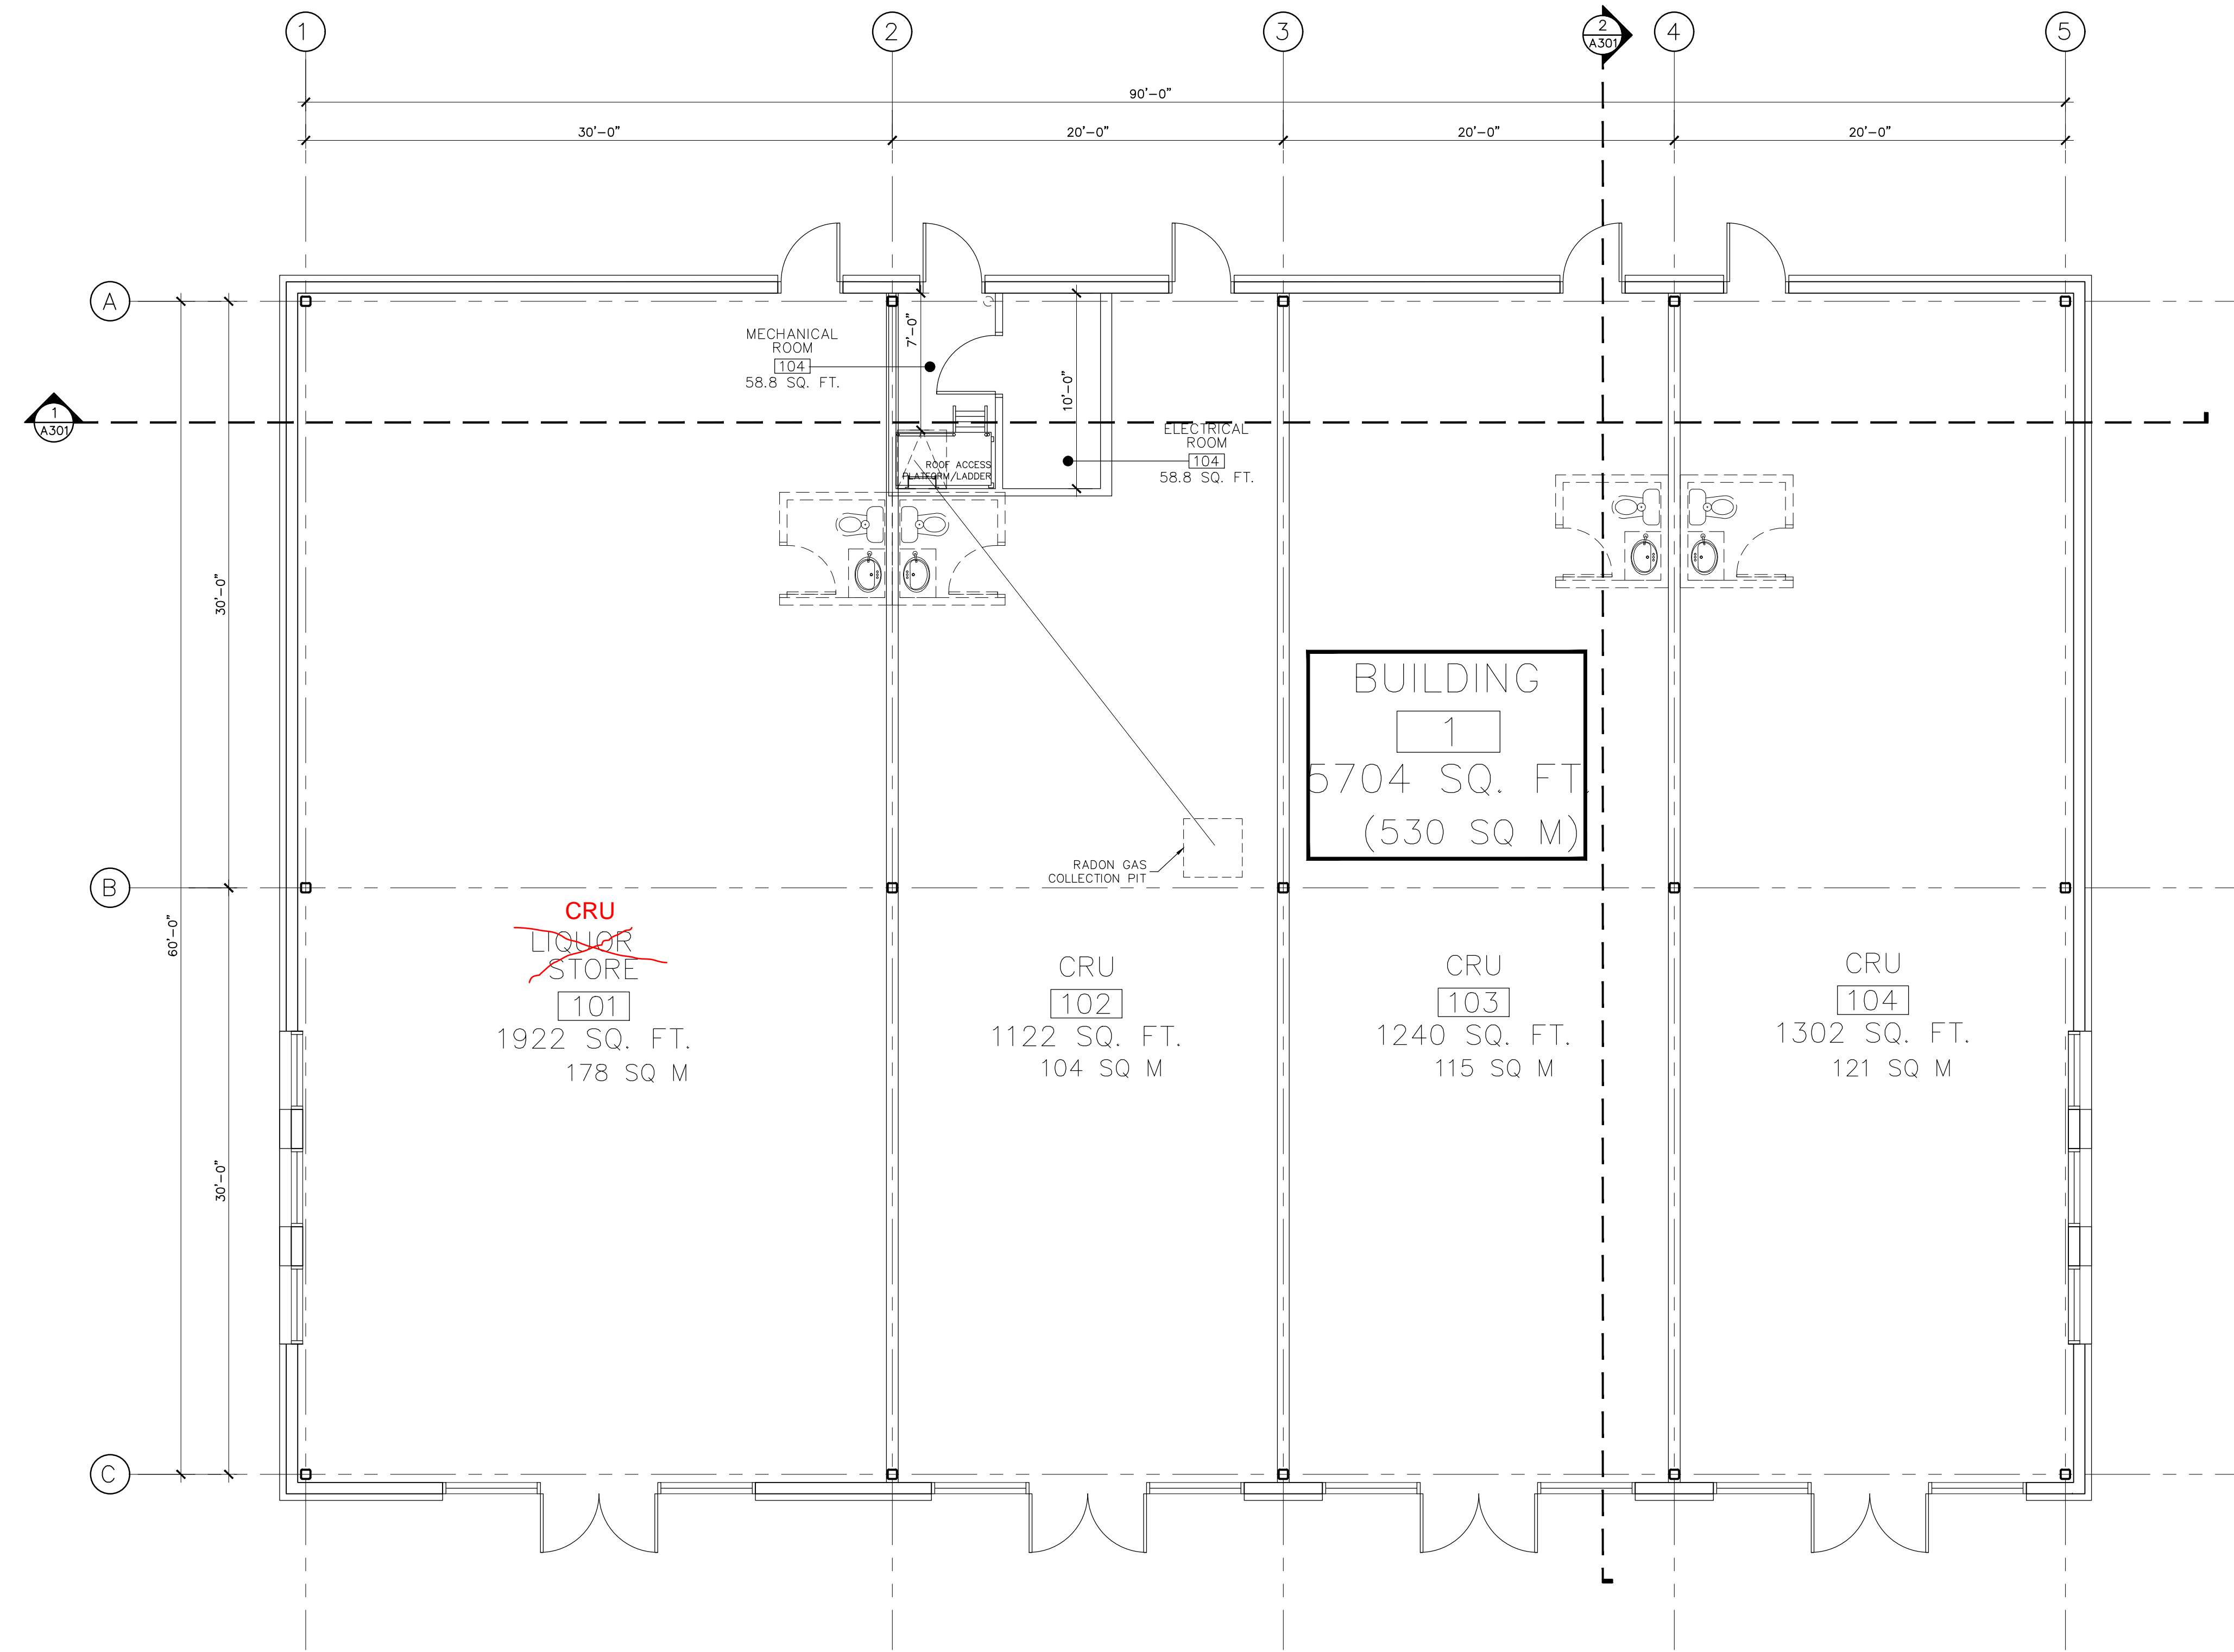 1
2
3
2
A301
4
5
90'-0"
30'-0"
20'-0"
20'-0"
20'-0"
A
MECHANICAL
ROOM
104
58.8 SQ. FT.
7'-0"
10'-0"
1
A301
ELECTRICAL
ROOM
104
58.8 SQ. FT.
ROOF ACCESS
PLATFORM/LADDER
30'-0"
BUILDING
1
5704 SQ. FT.
(530 SQ M)
RADON GAS
COLLECTION PIT
B
60'-0"
CRU
LIQUOR
STORE
101
1922 SQ. FT.
178 SQ M
CRU
102
1122 SQ. FT.
104 SQ M
CRU
103
1240 SQ. FT.
115 SQ M
CRU
104
1302 SQ. FT.
121 SQ M
30'-0"
C